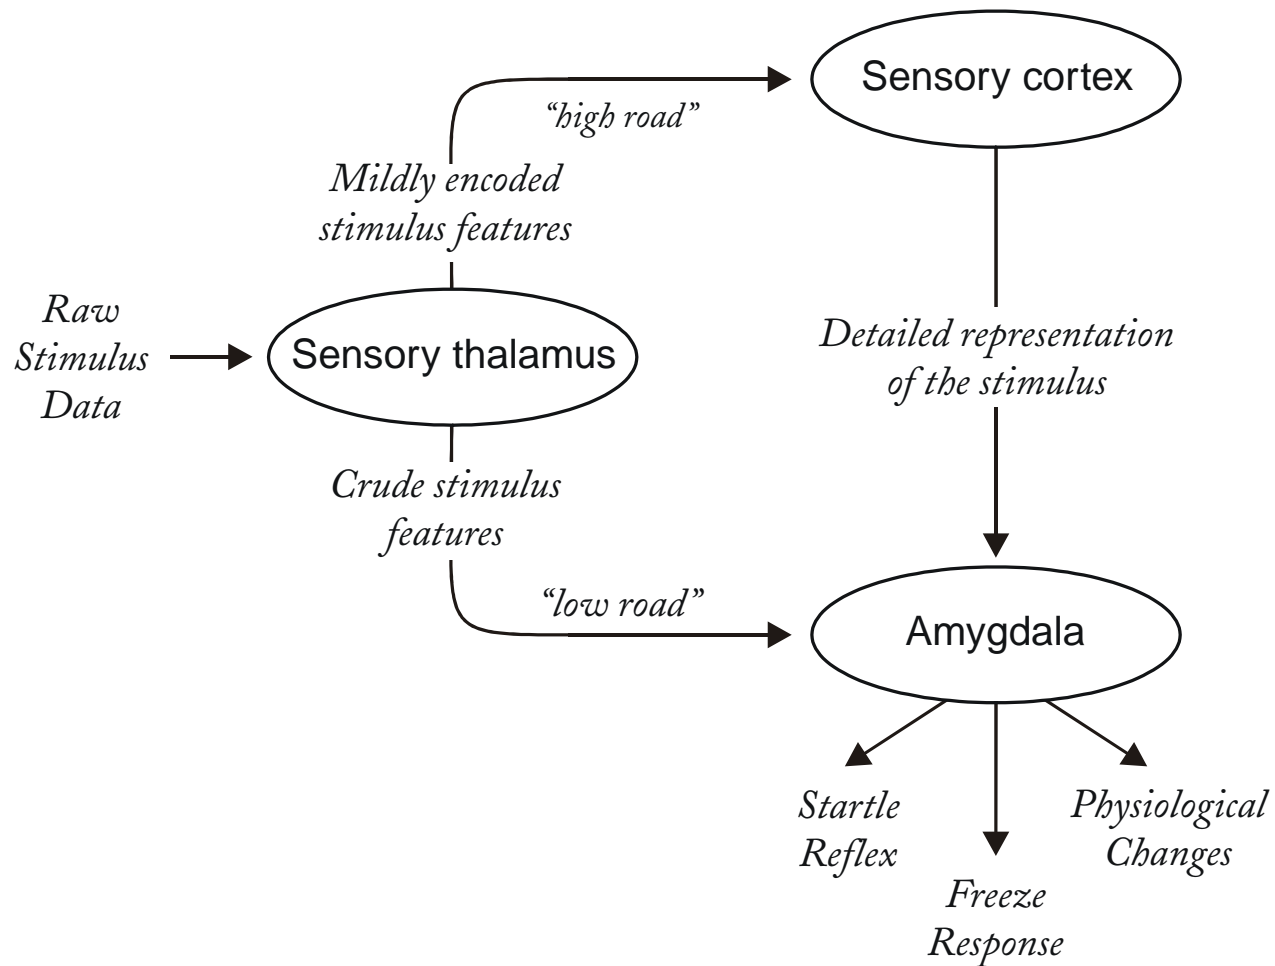 Sensory cortex
“high road”
Mildly encoded
stimulus features
Raw
Stimulus
Data
Sensory thalamus
Detailed representation
of the stimulus
Crude stimulus
features
“low road”
Amygdala
Startle
Reflex
Freeze
Response
Physiological
Changes